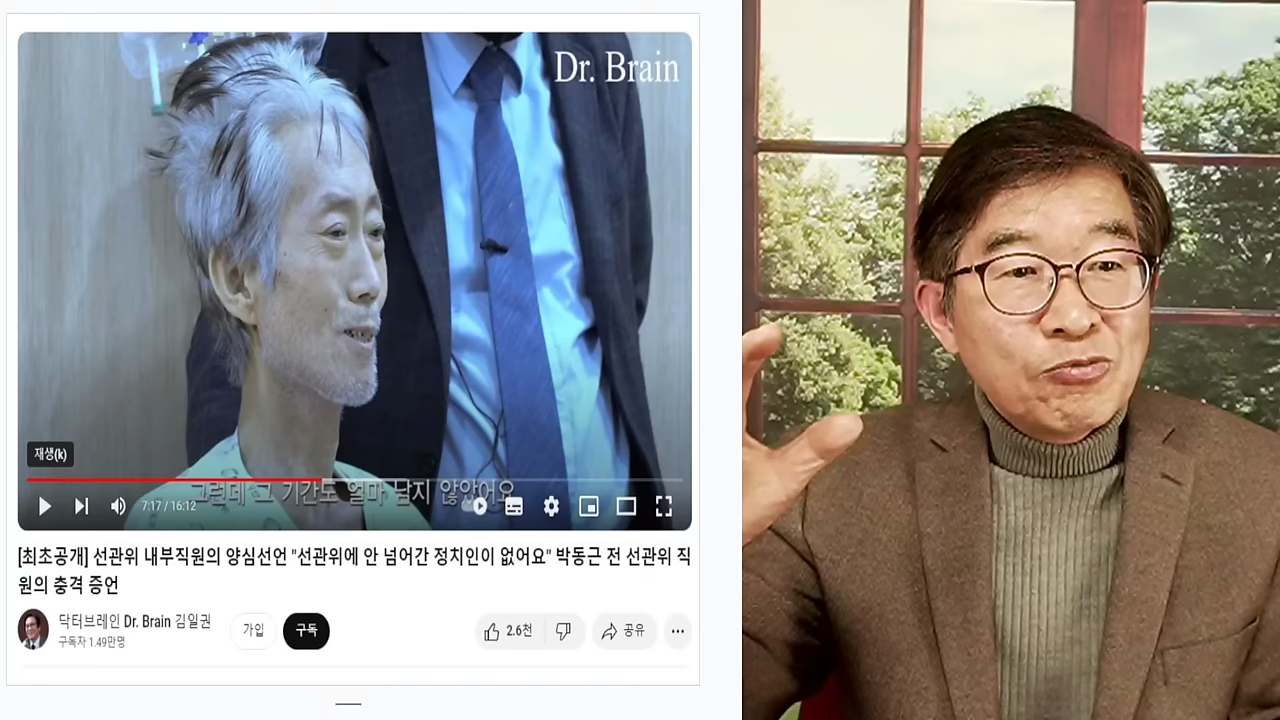 Dr. Brain
재생(k)
그런데 그 기간도 얼마 남지 않았어요
7:17 / 16:12
[최초공개] 선관위 내부직원의 양심선언 "선관위에 안 넘어간 정치인이 없어요" 박동근 전 선관위 직
원의 충격 증언
닥터브레인 Dr. Brain 김일권
구독자 1.49만명
가입
구독
2.6천
공유